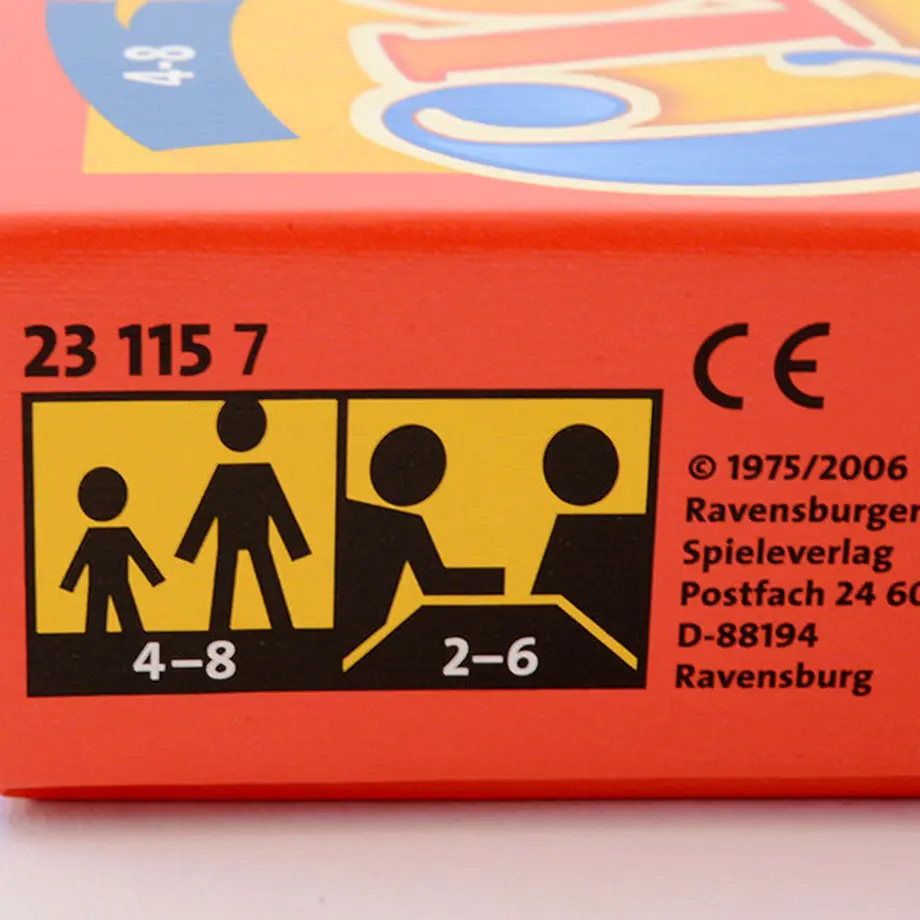 4-8
23 115 7
CE
4–8
2–6
© 1975/2006
Ravensburger
Spieleverlag
Postfach 24 60
D-88194
Ravensburg